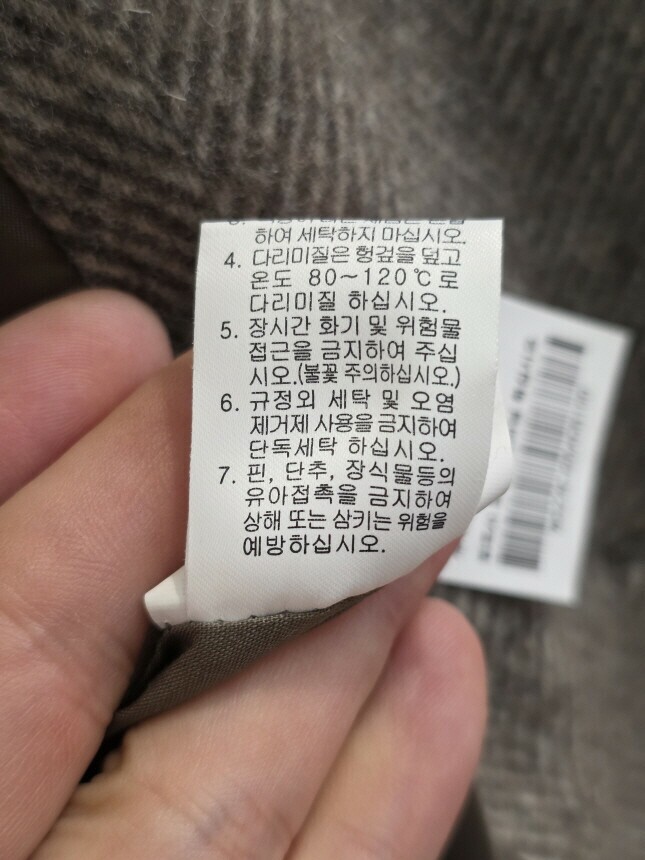 하여 세탁하지 마십시오.
4. 다리미질은 헝겊을 덮고
온도 80~120℃로
다리미질 하십시오.
5. 장시간 화기 및 위험물
접근을 금지하여 주십
시오.(불꽃 주의하십시오.)
6. 규정외 세탁 및 오염
제거제 사용을 금지하여
단독세탁 하십시오.
7. 핀, 단추, 장식물등의
유아접촉을 금지하여
상해 또는 삼키는 위험을
예방하십시오.